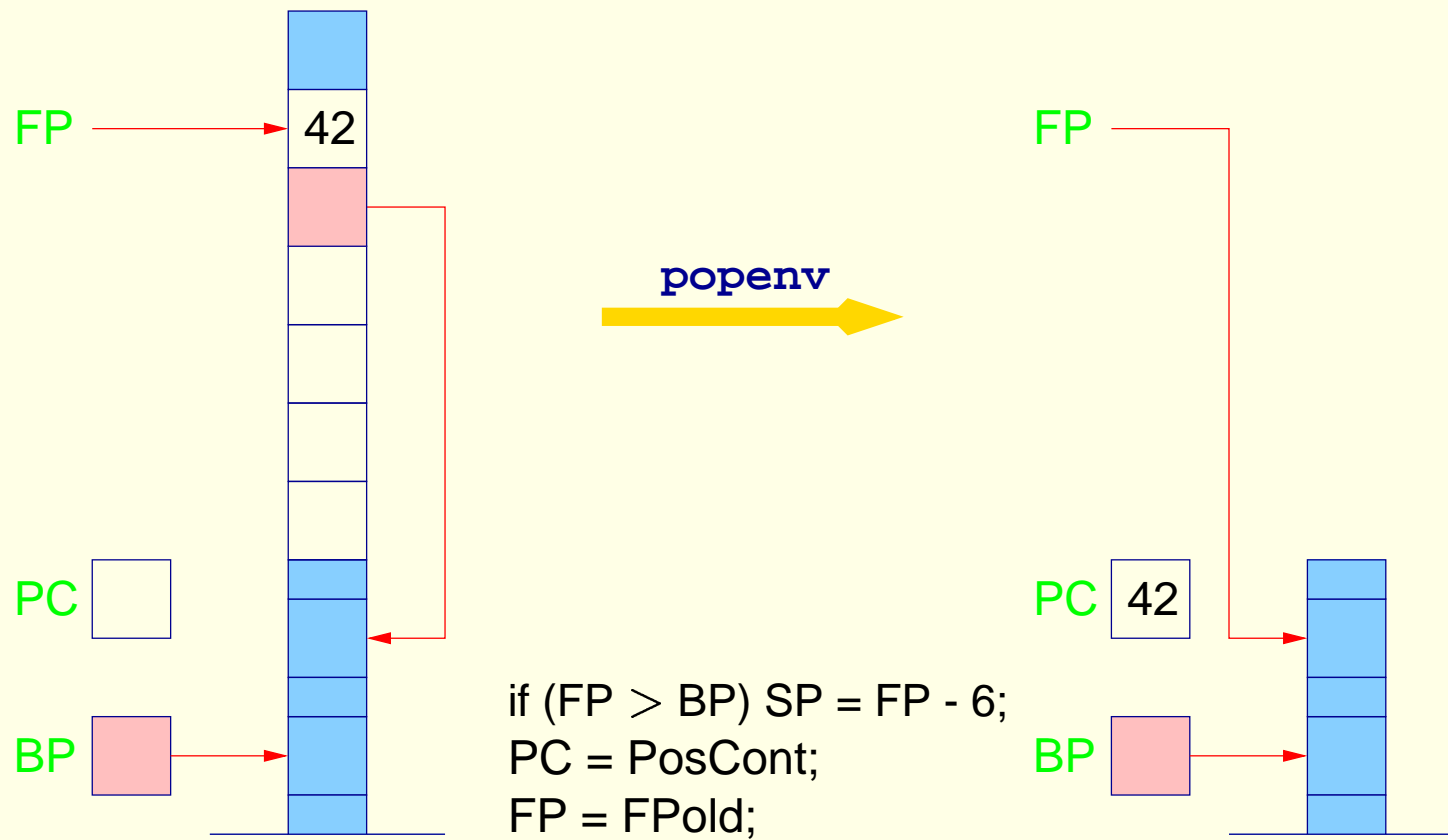 FP
42
FP
popenv
PC
PC
42
if (FP > BP) SP = FP - 6;
BP
PC = PosCont;
BP
FP = FPold;